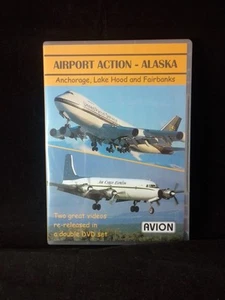 AIRPORT ACTION - ALASKA
Anchorage, Lake Hood and Fairbanks
Two great videos
re-released in
a double DVD set
AVION